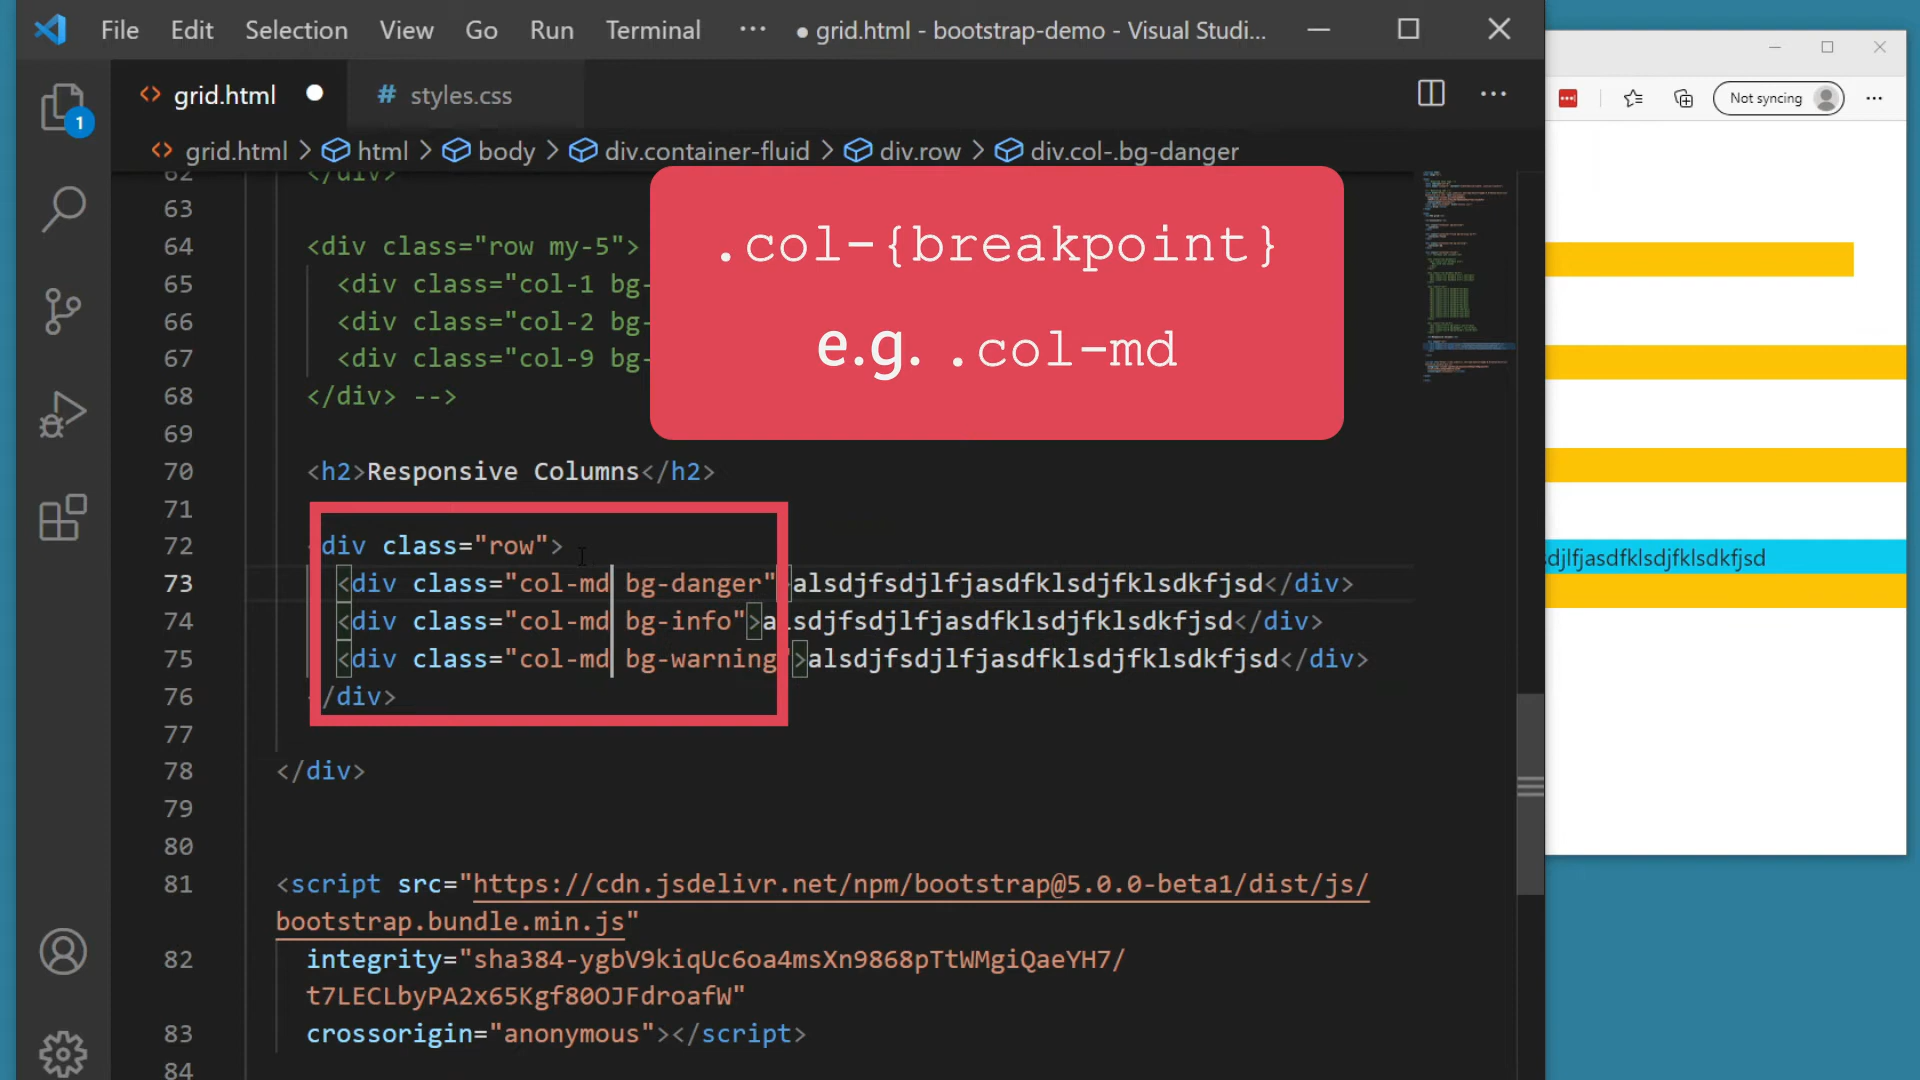 File Edit Selection View Go Run Terminal ··· ● grid.html - bootstrap-demo - Visual Studi...
grid.html ● # styles.css
Not syncing
1
grid.html > html > body > div.container-fluid > div.row > div.col-.bg-danger
62 </div>
63
64 <div class="row my-5">
65 <div class="col-1 bg-
66 <div class="col-2 bg-
67 <div class="col-9 bg-
68 </div> -->
.col-{breakpoint}
e.g. .col-md
69
70 <h2>Responsive Columns</h2>
71
72 div class="row">
73 <div class="col-md bg-danger">alsdjfsdjlfjasdfklsdjfklsdkfjsd</div>
74 <div class="col-md bg-info">alsdjfsdjlfjasdfklsdjfklsdkfjsd</div>
75 <div class="col-md bg-warning">alsdjfsdjlfjasdfklsdjfklsdkfjsd</div>
76 /div>
77
78 </div>
79
80
81 <script src="https://cdn.jsdelivr.net/npm/bootstrap@5.0.0-beta1/dist/js/
bootstrap.bundle.min.js"
82 integrity="sha384-ygbV9kiqUc6oa4msXn9868pTtWMgiQaeYH7/
t7LECLbyPA2x65Kgf80OJFdroafW"
83 crossorigin="anonymous"></script>
84
sdjlfjasdfklsdjfklsdkfjsd